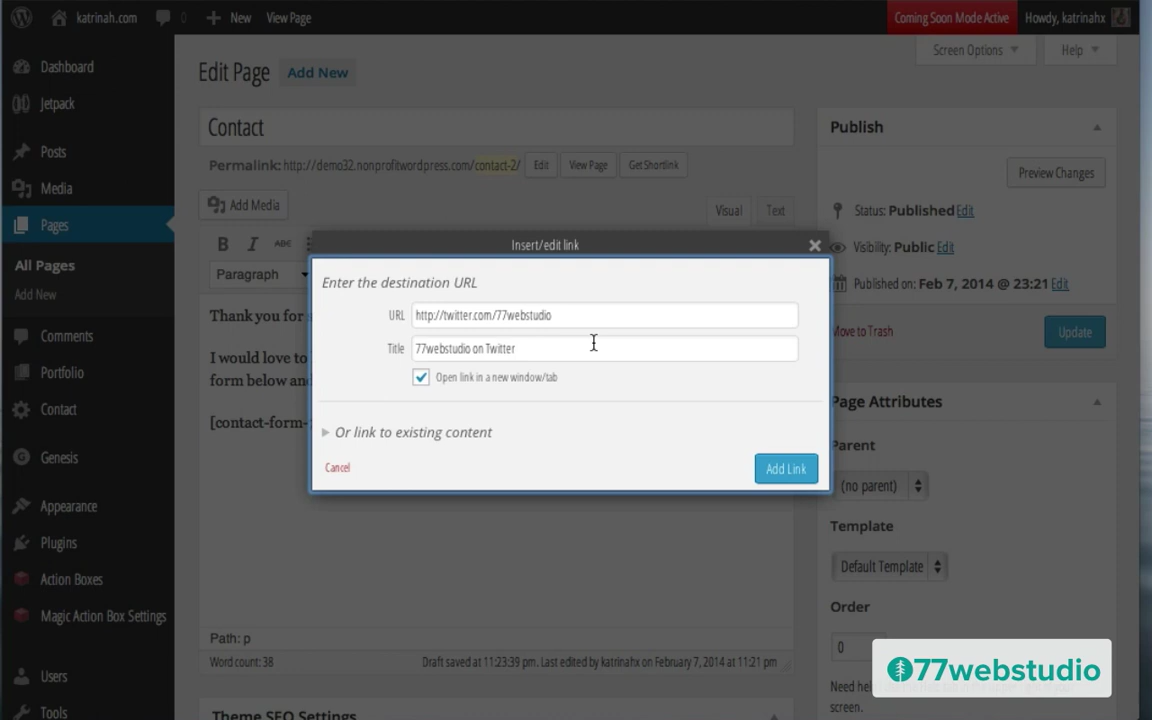 katrinah.com 0 New View Page Coming Soon Mode Active Howdy, katrinahx
Screen Options Help
Dashboard
Jetpack
Posts
Media
Pages
All Pages
Add New
Comments
Portfolio
Contact
Genesis
Appearance
Plugins
Action Boxes
Magic Action Box Settings
Users
Tools
Edit Page Add New
Contact
Permalink: http://demo32.nonprofitwordpress.com/contact-2/ Edit View Page Get Shortlink
Add Media Visual Text
B I ABC
Paragraph
Thank you for
I would love to
form below and
[contact-form-
Insert/edit link
Enter the destination URL
URL http://twitter.com/77webstudio
Title 77webstudio on Twitter
Open link in a new window/tab
Or link to existing content
Cancel Add Link
Path: p
Word count: 38 Draft saved at 11:23:39 pm. Last edited by katrinahx on February 7, 2014 at 11:21 pm
Theme SEO Settings
Publish
Preview Changes
Status: Published Edit
Visibility: Public Edit
Published on: Feb 7, 2014 @ 23:21 Edit
Move to Trash Update
Page Attributes
Parent
(no parent)
Template
Default Template
Order
0
Need
screen.
77webstudio